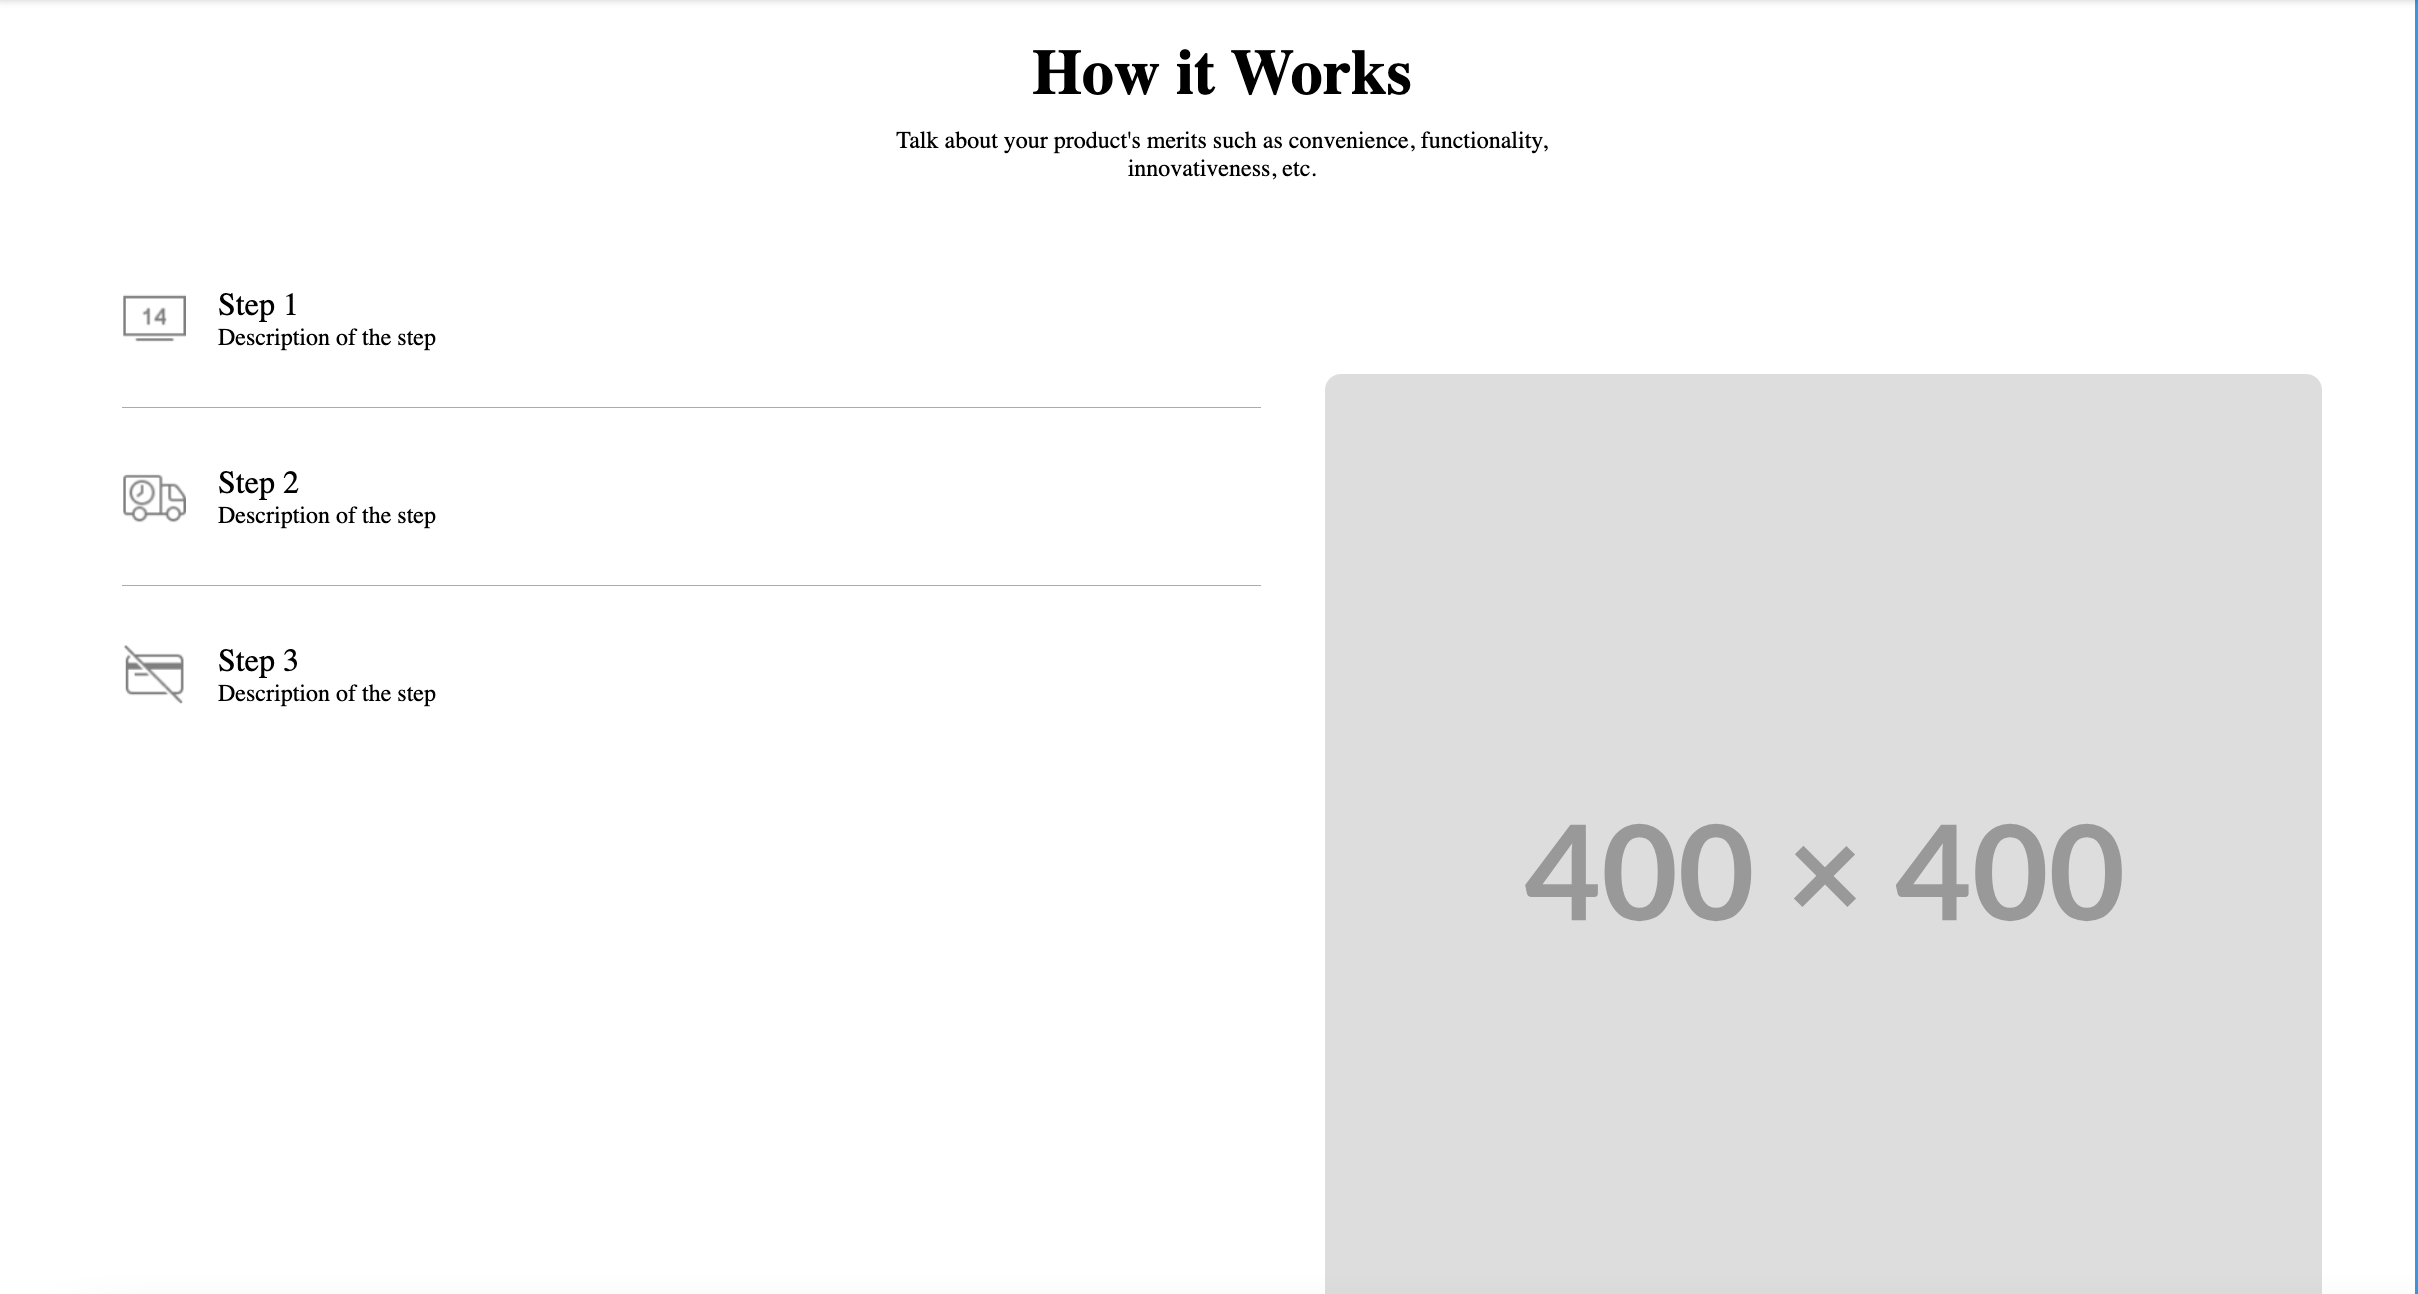 How it Works
Talk about your product's merits such as convenience, functionality,
innovativeness, etc.
14
Step 1
Description of the step
Step 2
Description of the step
Step 3
Description of the step
400 × 400